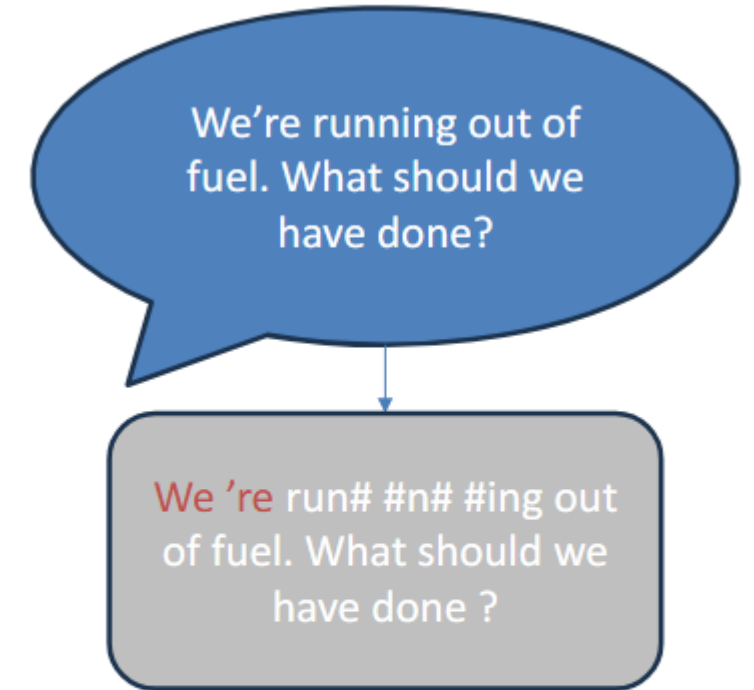 We’re running out of
fuel. What should we
have done?
We ’re run# #n# #ing out
of fuel. What should we
have done ?